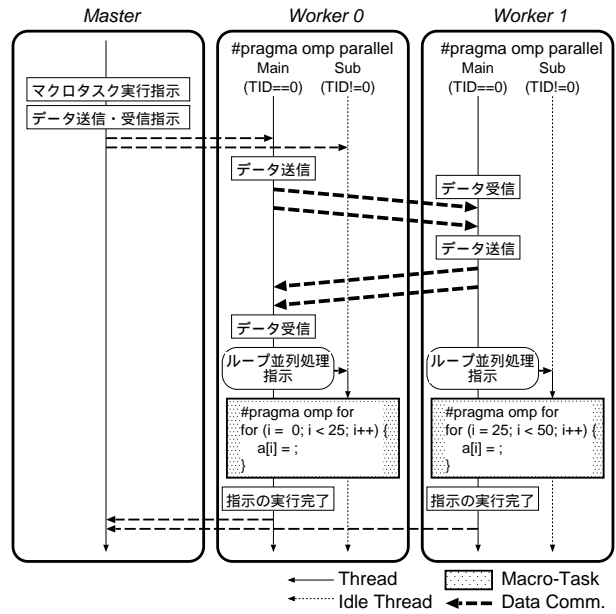 Master
Worker 0
Worker 1
#pragma omp parallel
Main
(TID==0)
Sub
(TID!=0)
#pragma omp parallel
Main
(TID==0)
Sub
(TID!=0)
マクロタスク実行指示
データ送信・受信指示
データ送信
データ受信
データ送信
データ受信
ループ並列処理
指示
ループ並列処理
指示
#pragma omp for
for (i = 0; i < 25; i++) {
a[i] = ;
}
#pragma omp for
for (i = 25; i < 50; i++) {
a[i] = ;
}
指示の実行完了
指示の実行完了
Thread
Idle Thread
Macro-Task
Data Comm.